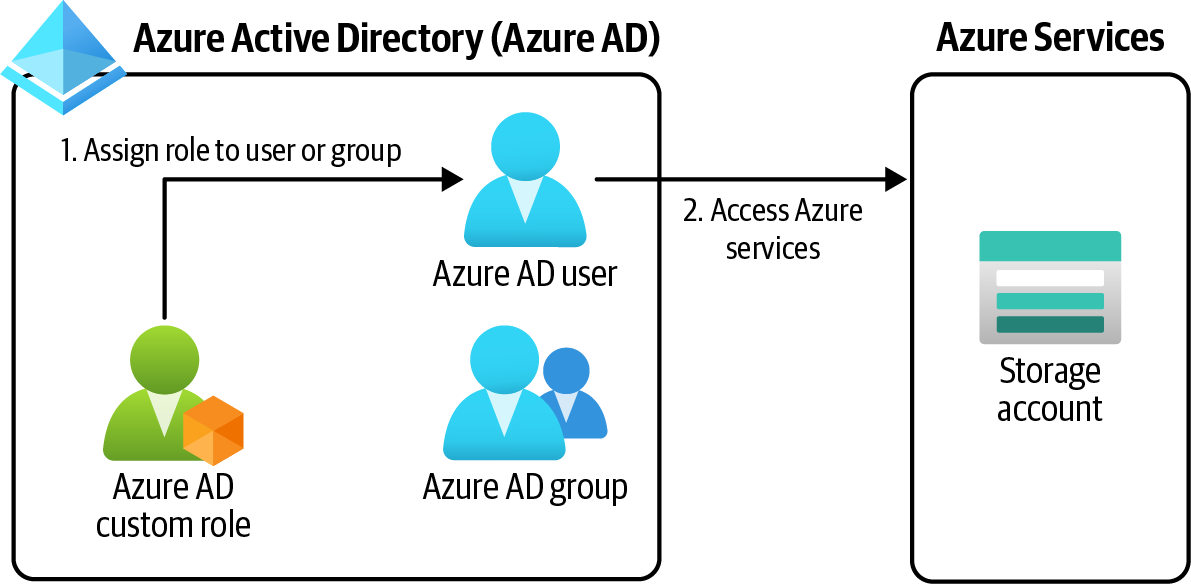 Azure Active Directory (Azure AD)
Azure Services
1. Assign role to user or group
2. Access Azure
services
Azure AD user
Azure AD
custom role
Azure AD group
Storage
account